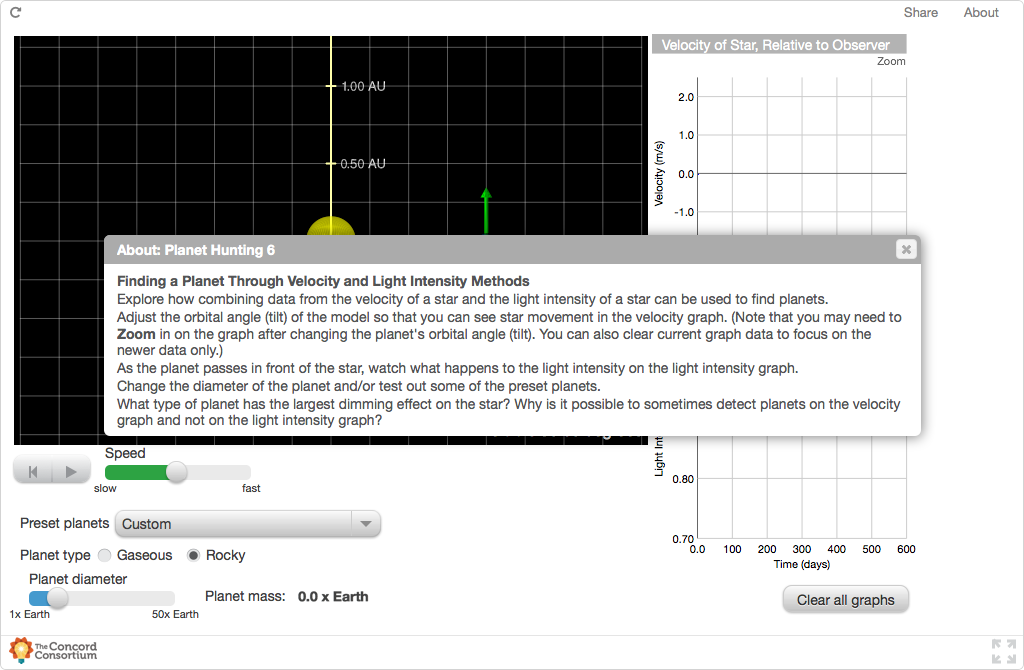 Share About
Velocity of Star, Relative to Observer
Zoom
1.00 AU
0.50 AU
2.0
1.0
0.0
-1.0
Velocity (m/s)
About: Planet Hunting 6
Finding a Planet Through Velocity and Light Intensity Methods
Explore how combining data from the velocity of a star and the light intensity of a star can be used to find planets.
Adjust the orbital angle (tilt) of the model so that you can see star movement in the velocity graph. (Note that you may need to
Zoom in on the graph after changing the planet's orbital angle (tilt). You can also clear current graph data to focus on the
newer data only.)
As the planet passes in front of the star, watch what happens to the light intensity on the light intensity graph.
Change the diameter of the planet and/or test out some of the preset planets.
What type of planet has the largest dimming effect on the star? Why is it possible to sometimes detect planets on the velocity
graph and not on the light intensity graph?
Light Int
0.80
0.70
0.0 100 200 300 400 500 600
Time (days)
Speed
slow fast
Preset planets Custom
Planet type Gaseous Rocky
Planet diameter
1x Earth 50x Earth
Planet mass: 0.0 x Earth
Clear all graphs
The Concord
Consortium